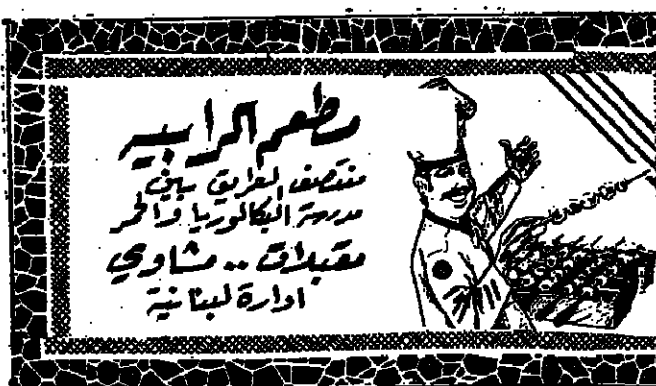 مطعم الرابية
منتصف الطريق بين
مدرسة البكالوريا والحمر
مقبلات .. مشاوي
ادارة لبنانية